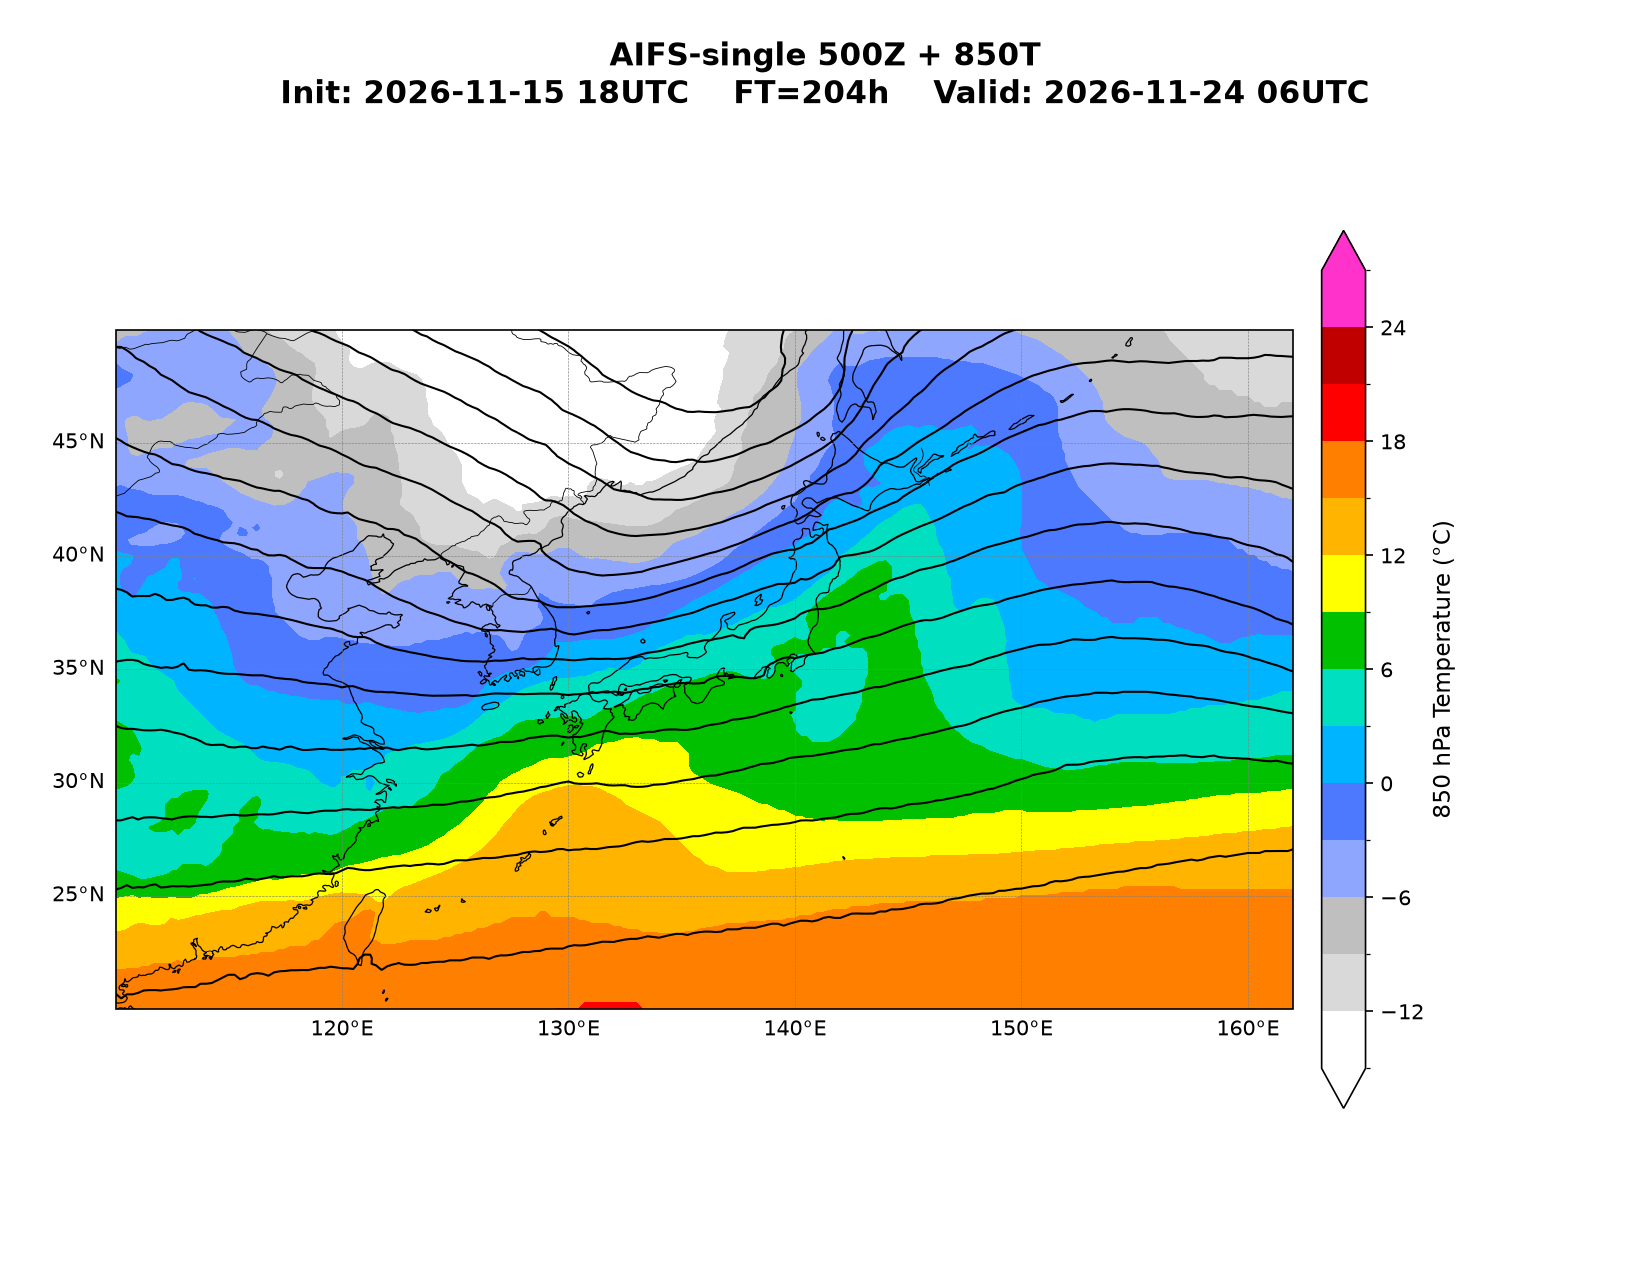 AIFS-single 500Z + 850T
Init: 2026-11-15 18UTC    FT=204h    Valid: 2026-11-24 06UTC
45°N
40°N
35°N
30°N
25°N
120°E
130°E
140°E
150°E
160°E
24
18
12
6
0
−6
−12
850 hPa Temperature (°C)